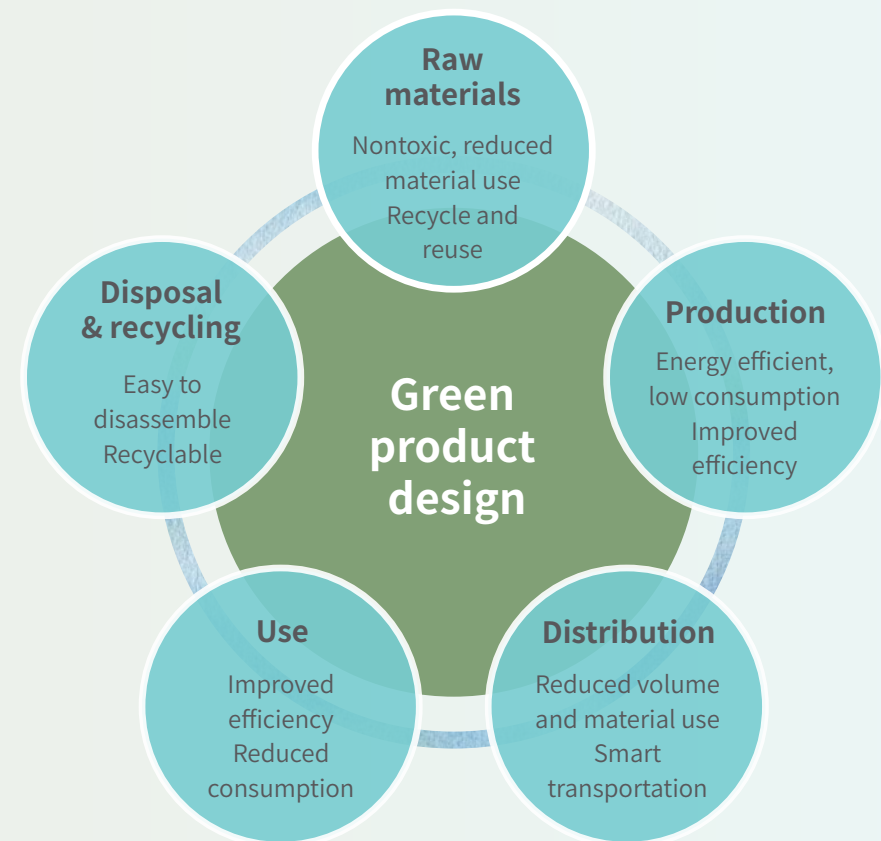 Raw
materials
Nontoxic, reduced
material use
Recycle and
reuse
Production
Energy efficient,
low consumption
Improved
efficiency
Distribution
Reduced volume
and material use
Smart
transportation
Use
Improved
efficiency
Reduced
consumption
Disposal
& recycling
Easy to
disassemble
Recyclable
Green
product
design